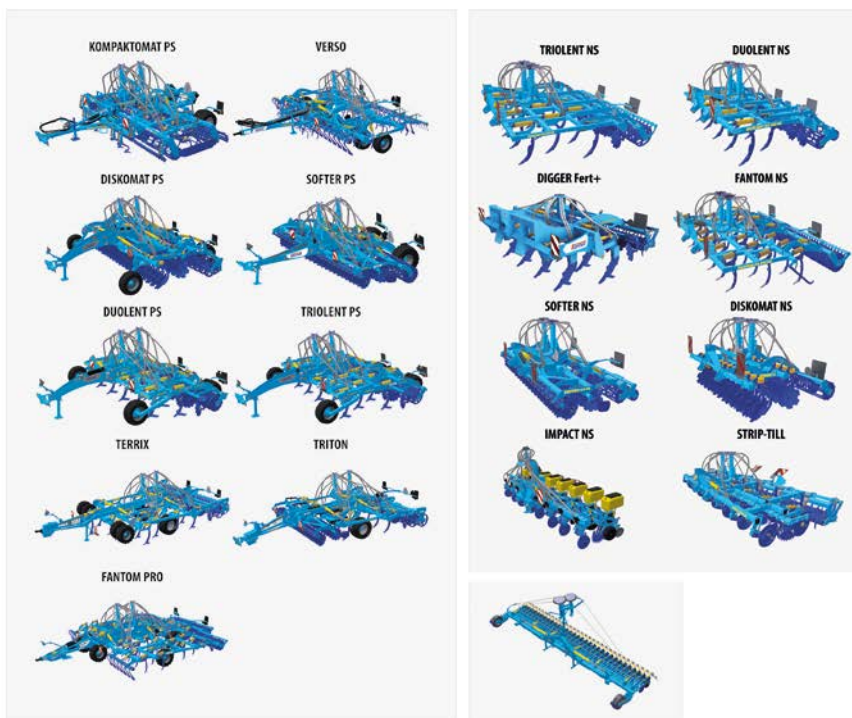 KOMPAKTOMAT PS
VERSO
DISKOMAT PS
SOFTER PS
DUOLENT PS
TRIOLENT PS
TERRIX
TRITON
FANTOM PRO
TRIOLENT NS
DUOLENT NS
DIGGER Fert+
FANTOM NS
SOFTER NS
DISKOMAT NS
IMPACT NS
STRIP-TILL